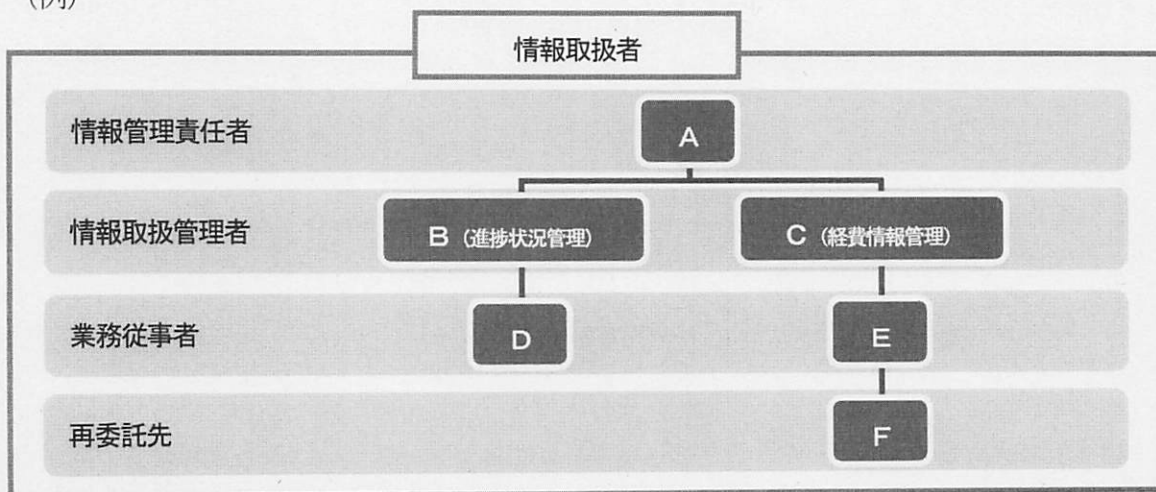 (例)
情報取扱者
情報管理責任者
A
情報取扱管理者
B (進捗状況管理)
C (経費情報管理)
業務従事者
D
E
再委託先
F